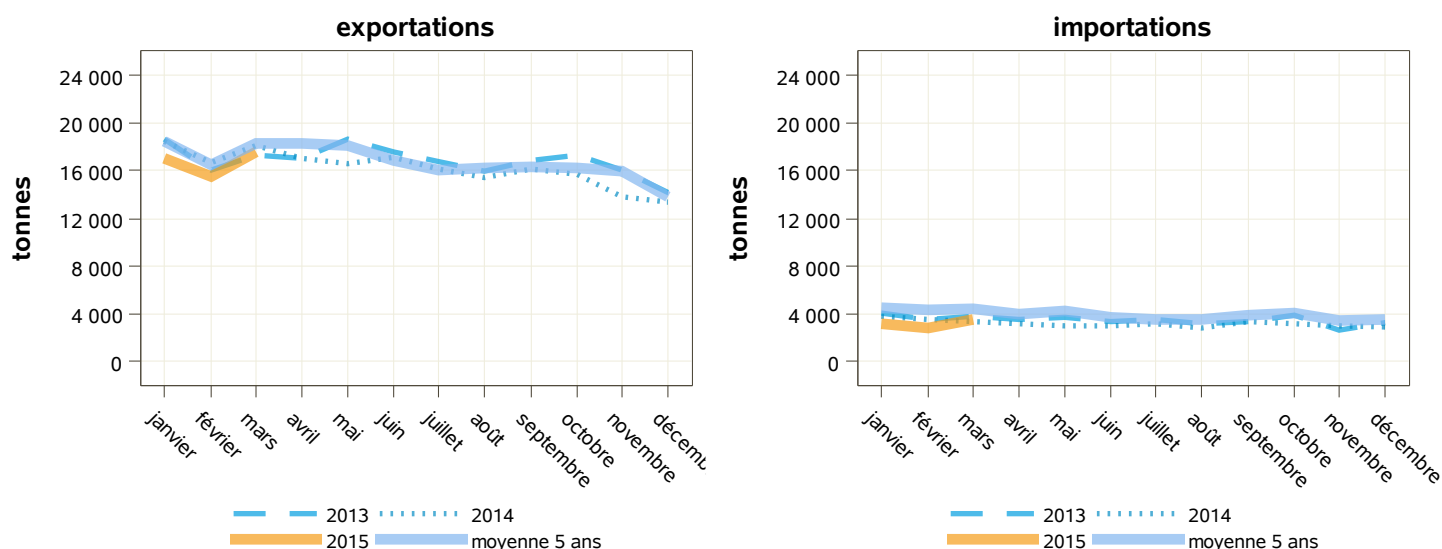 exportations
tonnes
24 000
20 000
16 000
12 000
8 000
4 000
0
janvier
février
mars
avril
mai
juin
juillet
août
septembre
octobre
novembre
décemb
2013
2014
2015
moyenne 5 ans
importations
tonnes
24 000
20 000
16 000
12 000
8 000
4 000
0
janvier
février
mars
avril
mai
juin
juillet
août
septembre
octobre
novembre
décembre
2013
2014
2015
moyenne 5 ans